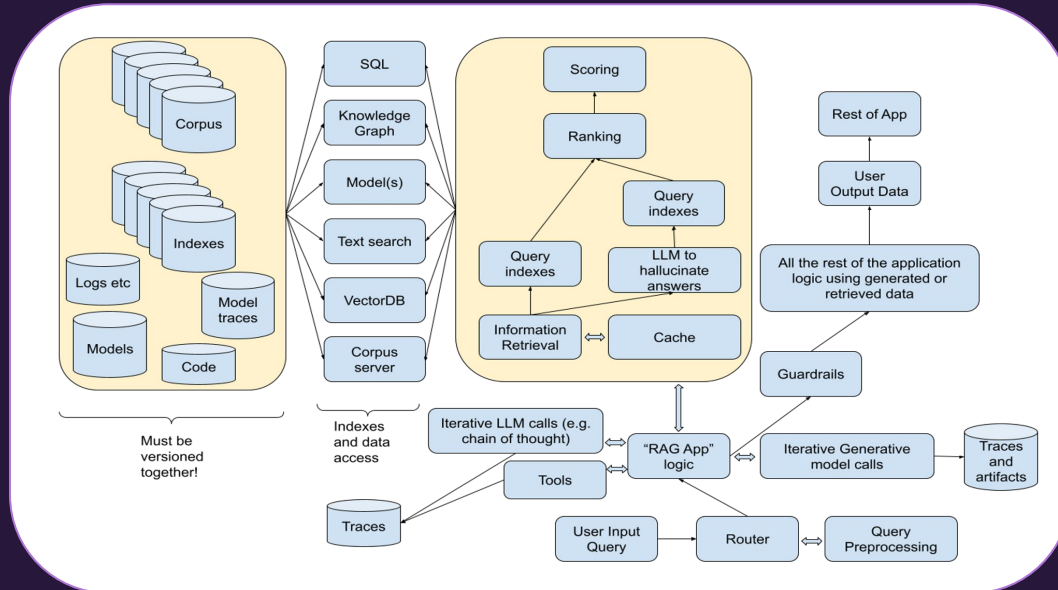 Corpus
Indexes
Logs etc
Model
traces
Models
Code
Must be
versioned
together!
SQL
Knowledge
Graph
Model(s)
Text search
VectorDB
Corpus
server
Indexes
and data
access
Scoring
Ranking
Query
indexes
Query
indexes
LLM to
hallucinate
answers
Information
Retrieval
Cache
Rest of App
User
Output Data
All the rest of the application
logic using generated or
retrieved data
Guardrails
Iterative LLM calls (e.g.
chain of thought)
Tools
Traces
“RAG App”
logic
Iterative Generative
model calls
Traces
and
artifacts
User Input
Query
Router
Query
Preprocessing